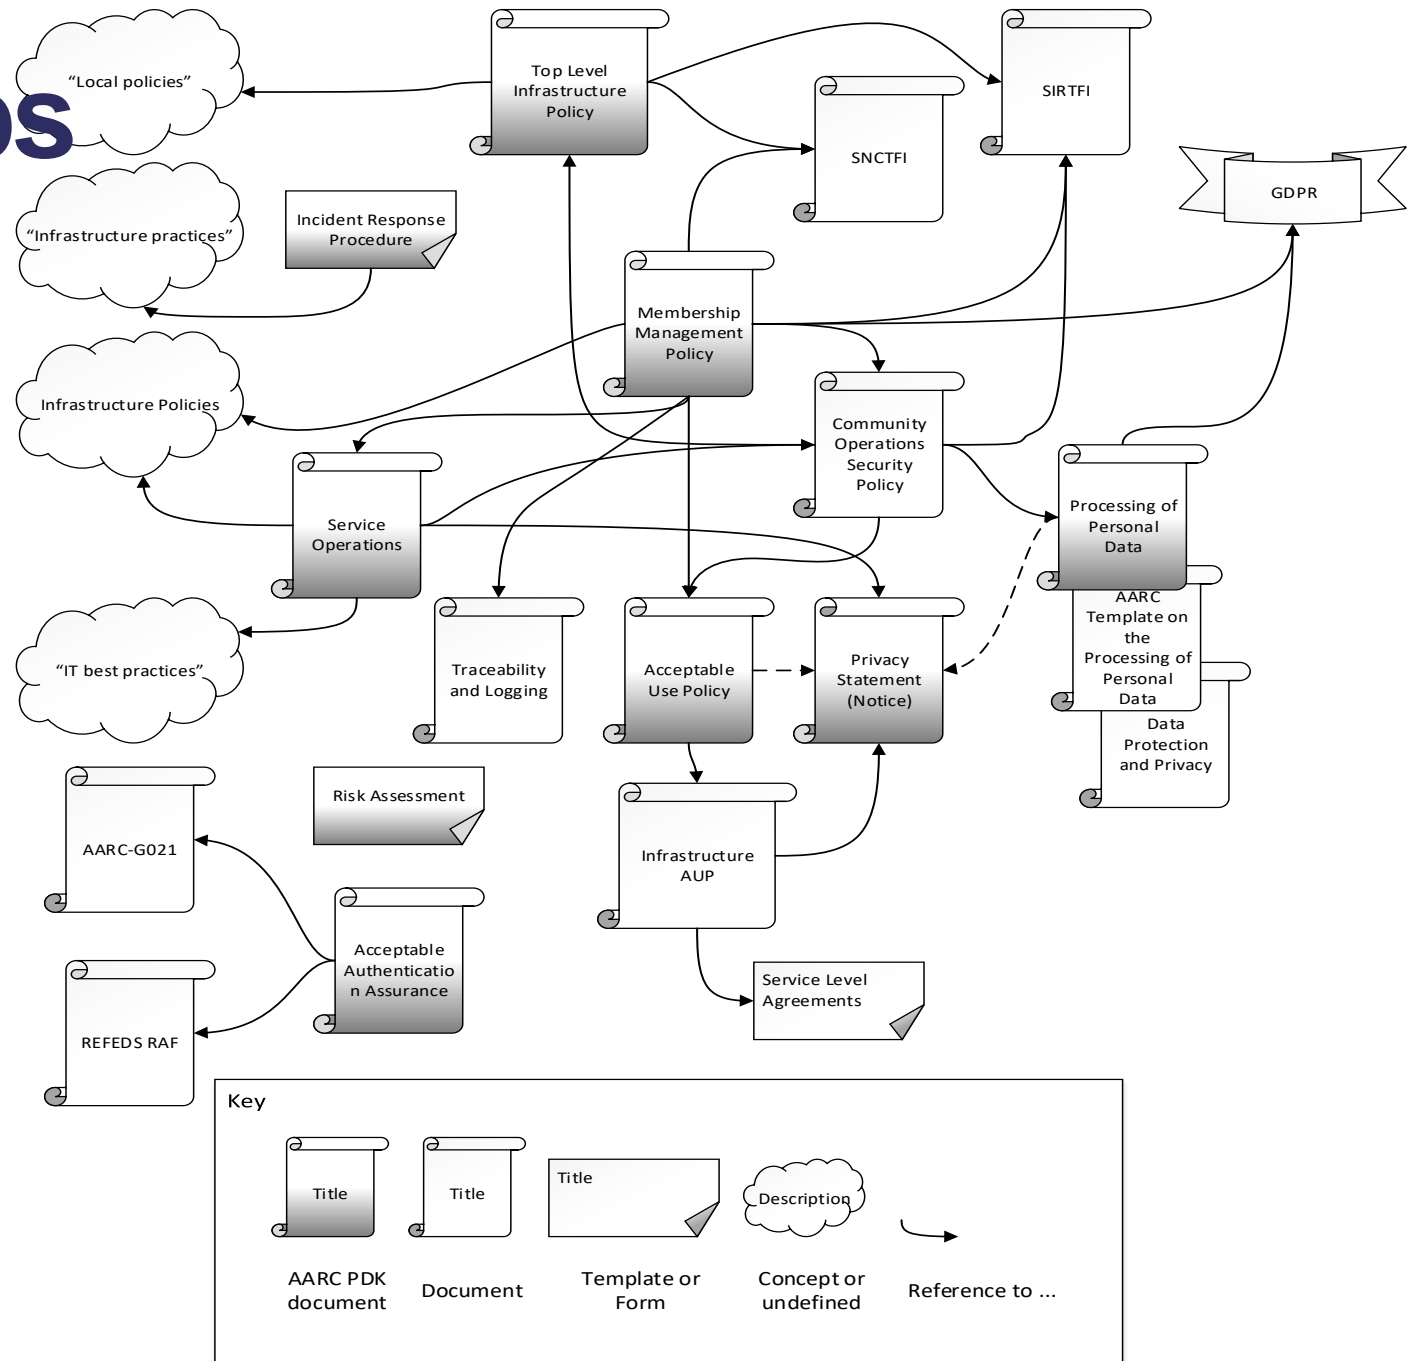 os
“Local policies”
Top Level
Infrastructure
Policy
SIRTFI
SNCTFI
GDPR
“Infrastructure practices”
Incident Response
Procedure
Membership
Management
Policy
Infrastructure Policies
Community
Operations
Security
Policy
Service
Operations
Processing of
Personal
Data
AARC
Template on
the
Processing of
Personal
Data
Data
Protection
and Privacy
“IT best practices”
Traceability
and Logging
Acceptable
Use Policy
Privacy
Statement
(Notice)
AARC-G021
Risk Assessment
Infrastructure
AUP
Acceptable
Authenticatio
n Assurance
Service Level
Agreements
REFEDS RAF
Key
Title
Title
Title
Description
AARC PDK
document
Document
Template or
Form
Concept or
undefined
Reference to ...